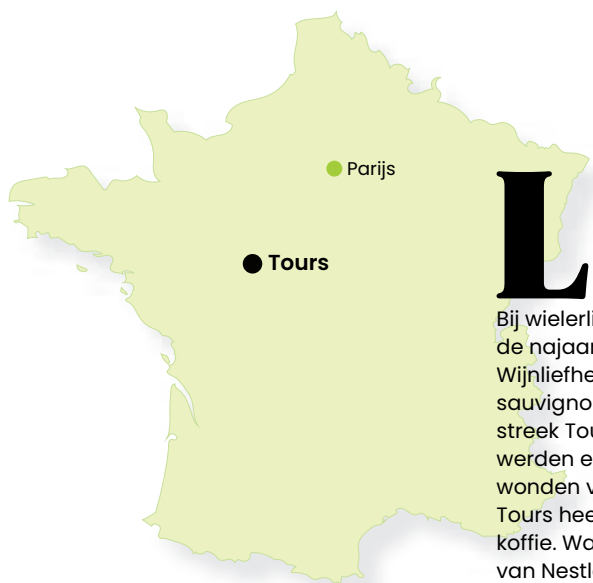 Parijs
Tours
L
Bij wielerli
de najaar
Wijnliefhe
sauvigno
streek Tou
werden e
wonden v
Tours hee
koffie. Wa
van Nestl